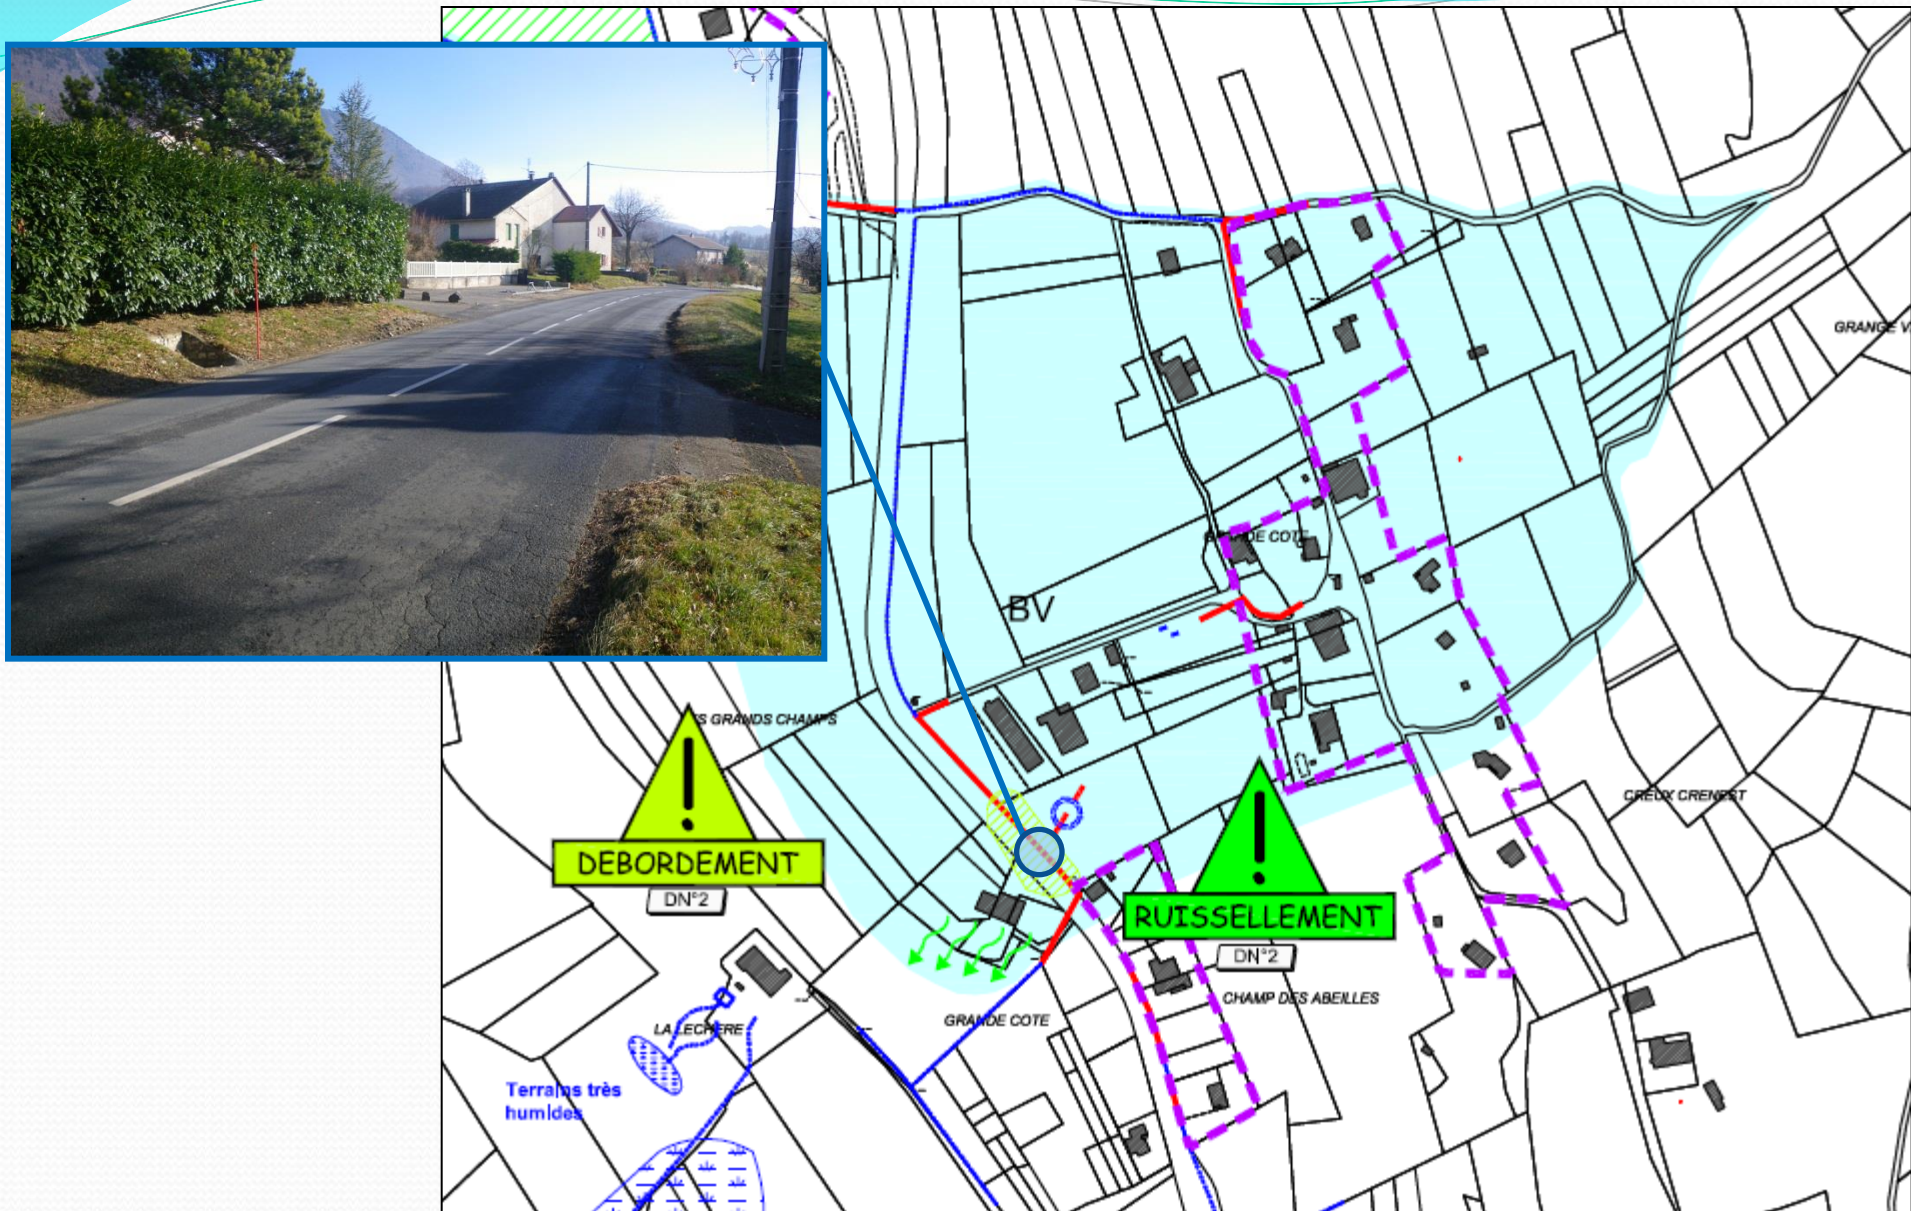 GRANDE COTE
BV
S GRANDS CHAMPS
CREUX CRENEST
DEBORDEMENT
DN°2
RUISSELLEMENT
DN°2
CHAMP DES ABEILLES
GRANDE COTE
LA LECHERE
Terrains très
humides
GRANGE V